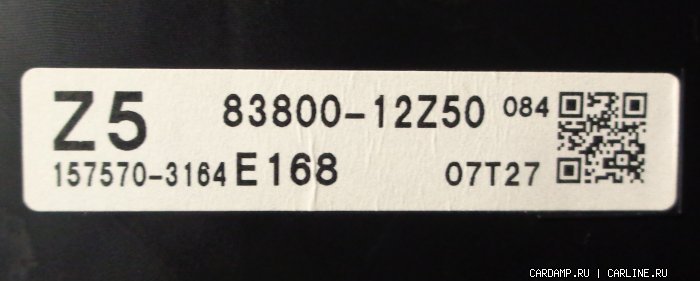 Z5 83800-12Z50 084
157570-3164 E168 07T27
CARDAMP.RU | CARLINE.RU